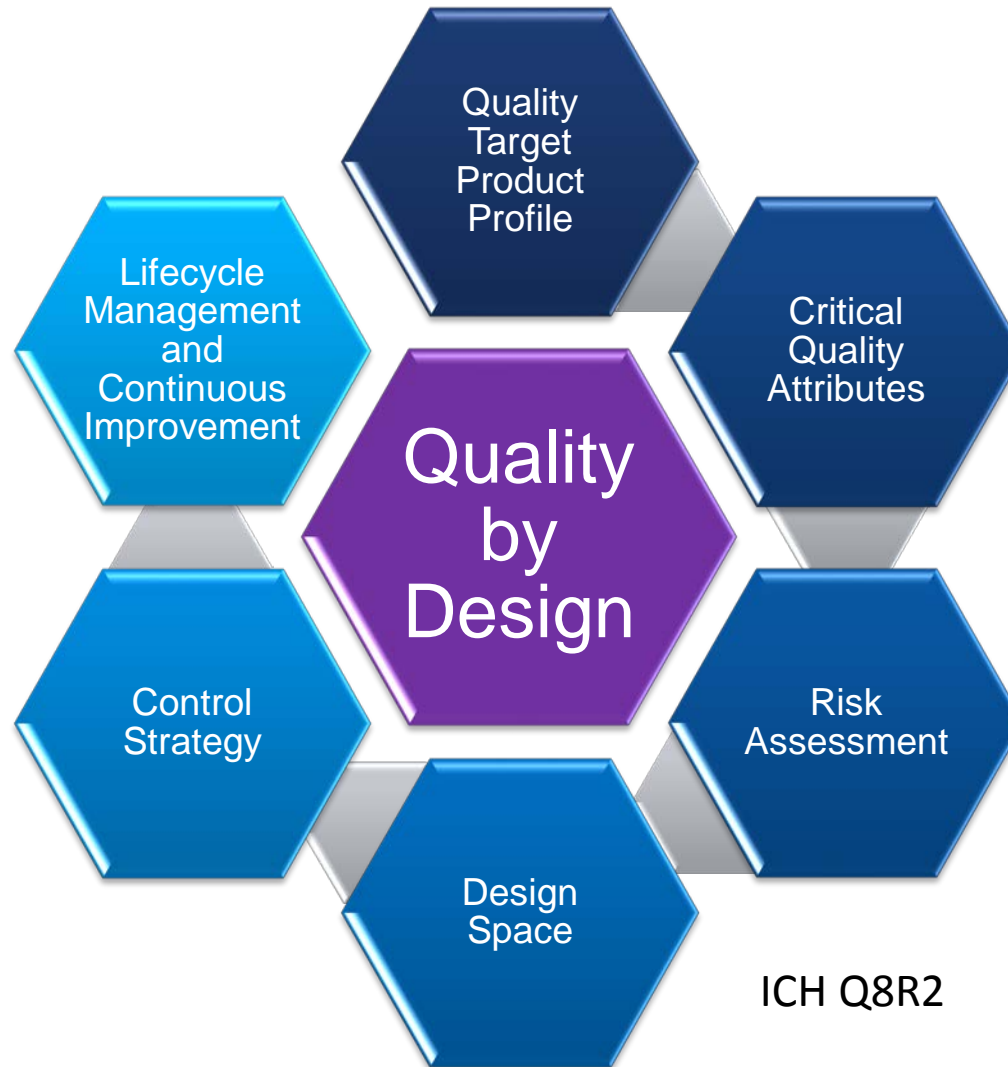 Quality
Target
Product
Profile
Critical
Quality
Attributes
Risk
Assessment
Design
Space
Control
Strategy
Lifecycle
Management
and
Continuous
Improvement
Quality
by
Design
ICH Q8R2